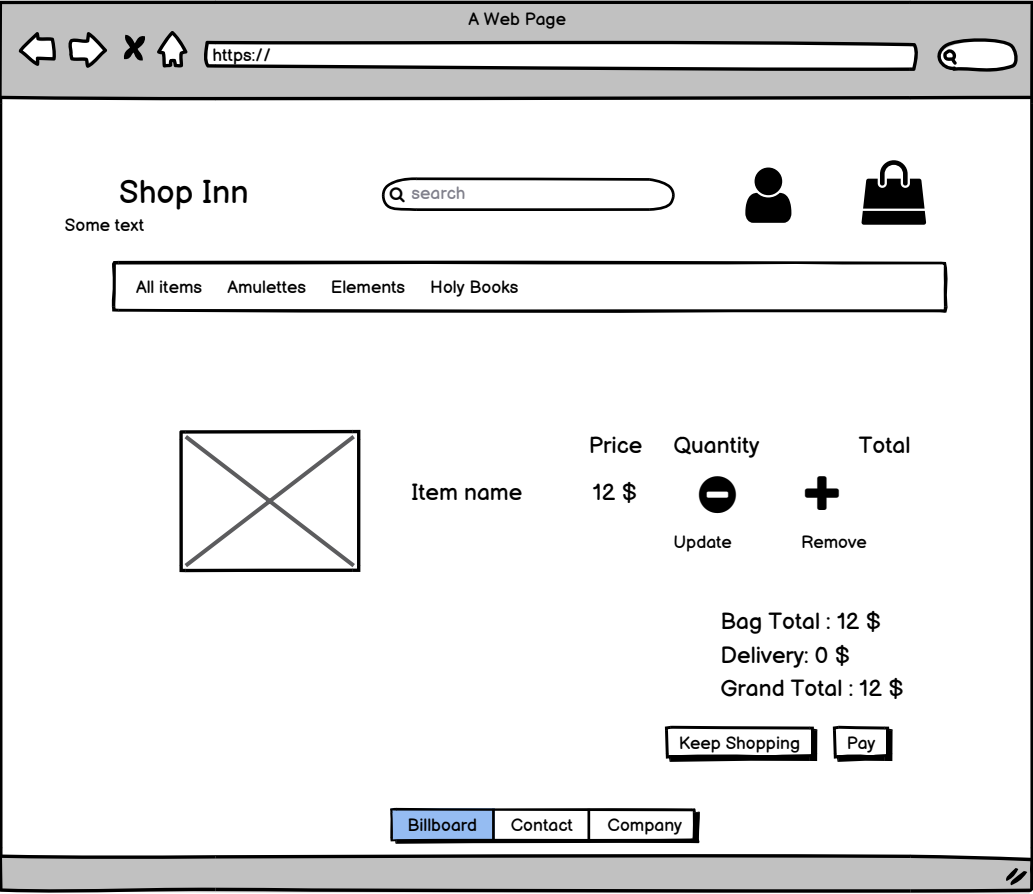 A Web Page
https://
Shop Inn
search
Some text
All items Amulettes Elements Holy Books
Price Quantity Total
Item name 12 $
Update Remove
Bag Total : 12 $
Delivery: 0 $
Grand Total : 12 $
Keep Shopping Pay
Billboard Contact Company